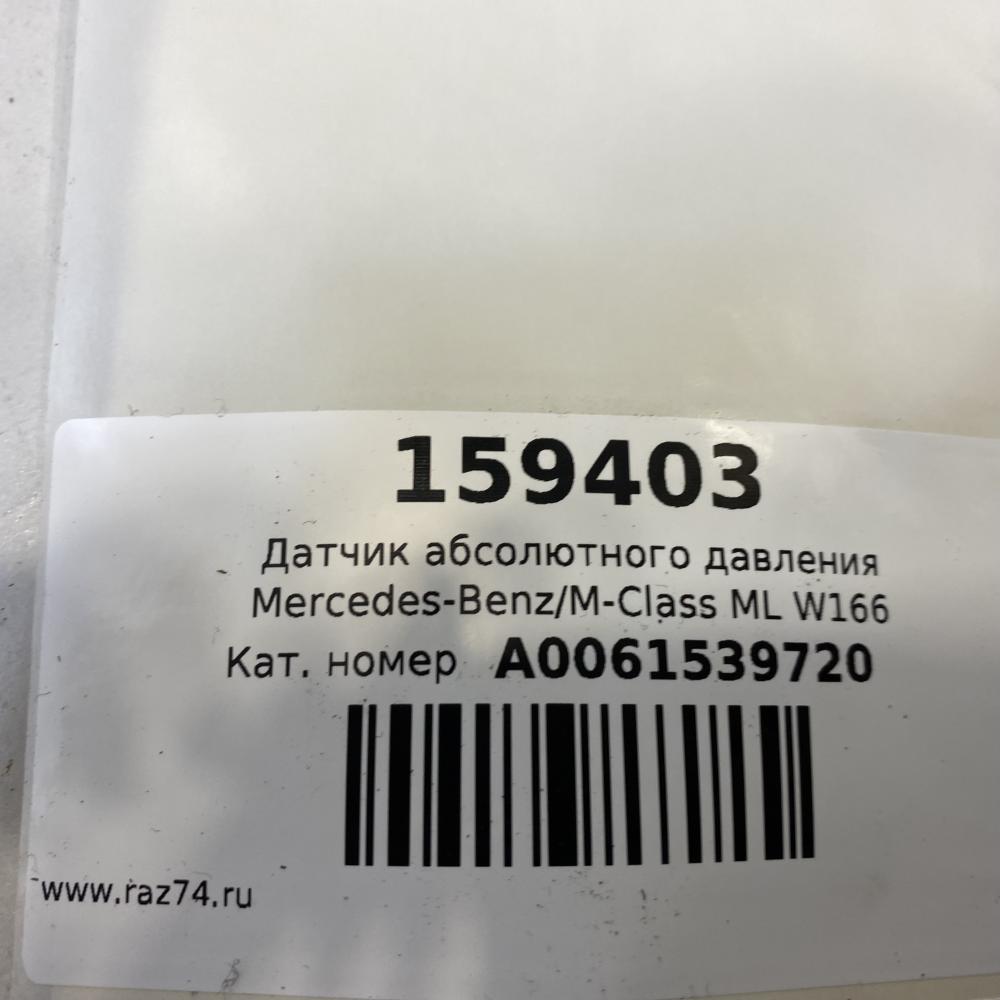 159403
Датчик абсолютного давления
Mercedes-Benz/M-Class ML W166
Кат. номер A0061539720
www.raz74.ru